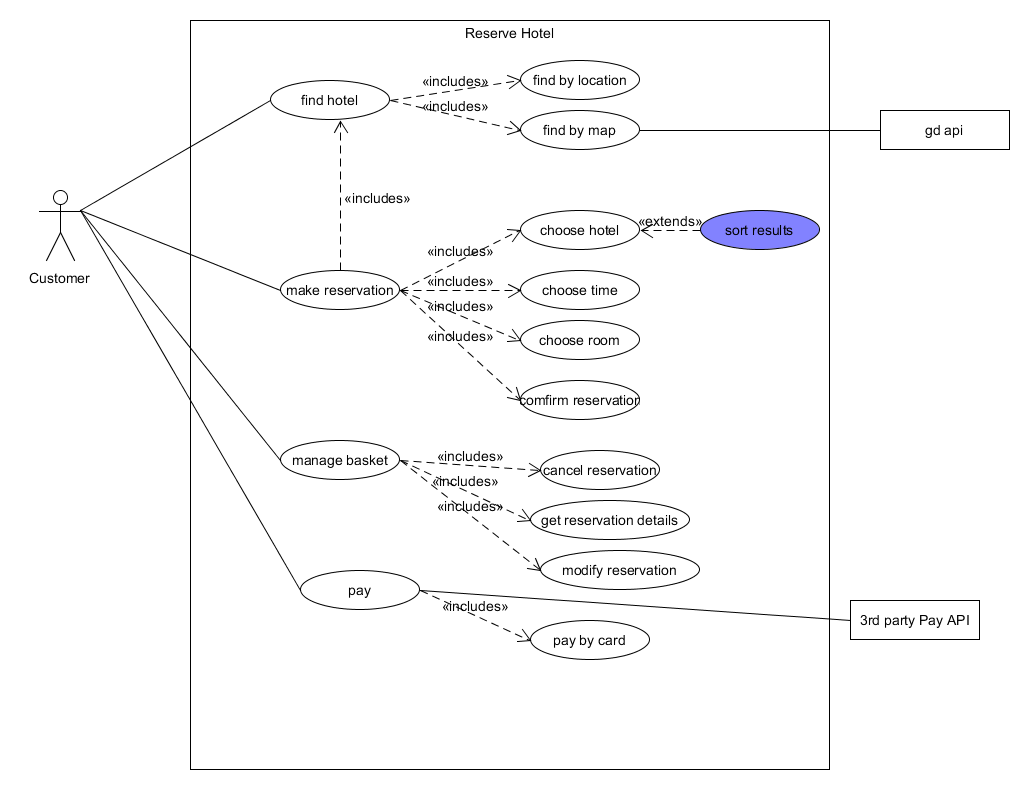 Reserve Hotel
find hotel
«includes»
find by location
«includes»
find by map
gd api
«includes»
Customer
make reservation
«includes»
choose hotel
«extends»
sort results
«includes»
choose time
«includes»
choose room
«includes»
comfirm reservation
manage basket
«includes»
cancel reservation
«includes»
get reservation details
«includes»
modify reservation
pay
«includes»
pay by card
3rd party Pay API